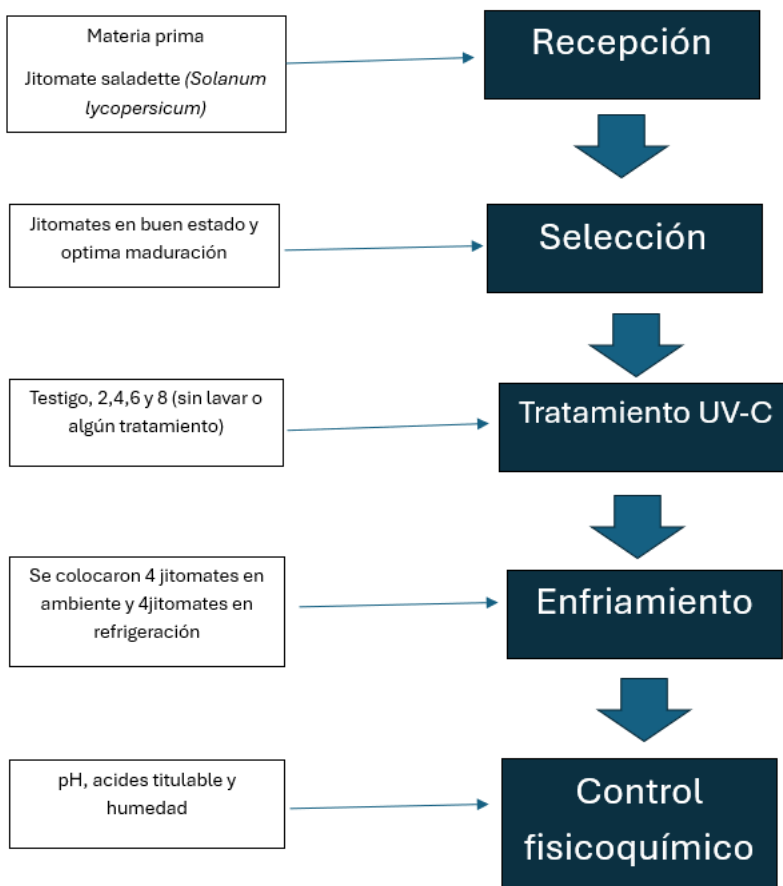 Materia prima
Jitomate saladette (Solanum
lycopersicum)
Recepción
Jitomates en buen estado y
optima maduración
Selección
Testigo, 2,4,6 y 8 (sin lavar o
algún tratamiento)
Tratamiento UV-C
Se colocaron 4 jitomates en
ambiente y 4jitomates en
refrigeración
Enfriamiento
pH, acides titulable y
humedad
Control
fisicoquímico